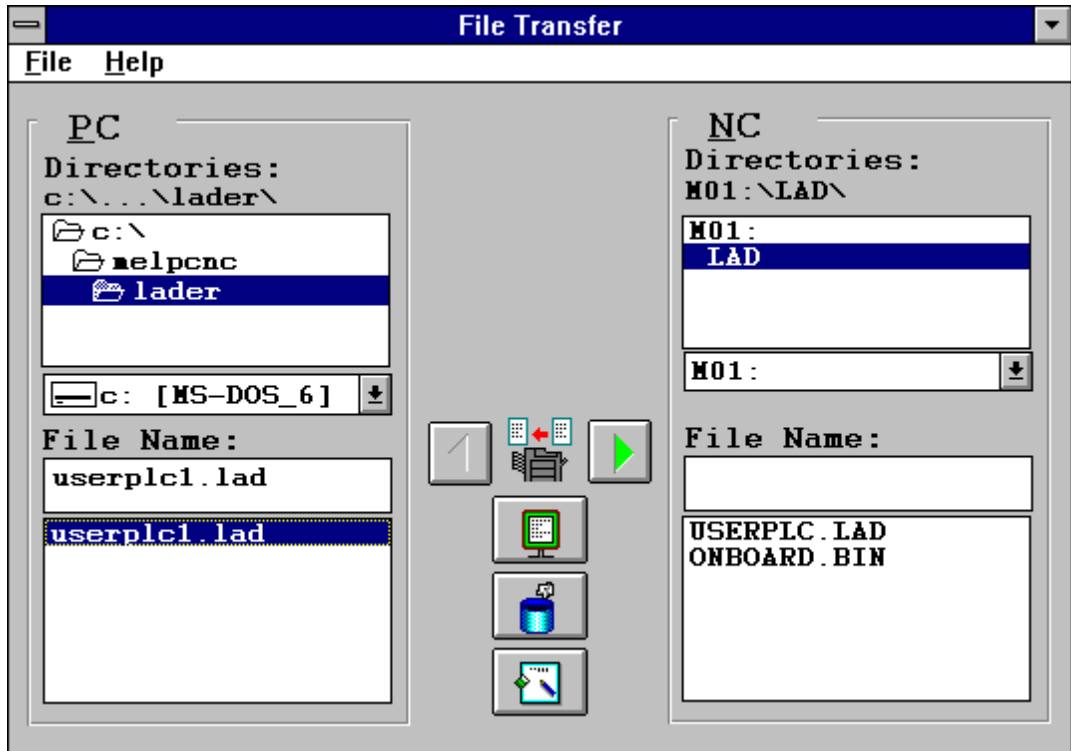 File Transfer
File Help
PC
Directories:
c:\...\lader\
c:\
melpcnc
lader
c: [MS-DOS_6]
File Name:
userplc1.lad
userplc1.lad
NC
Directories:
M01:\LAD\
M01:
LAD
M01:
File Name:
USERPLC.LAD
ONBOARD.BIN